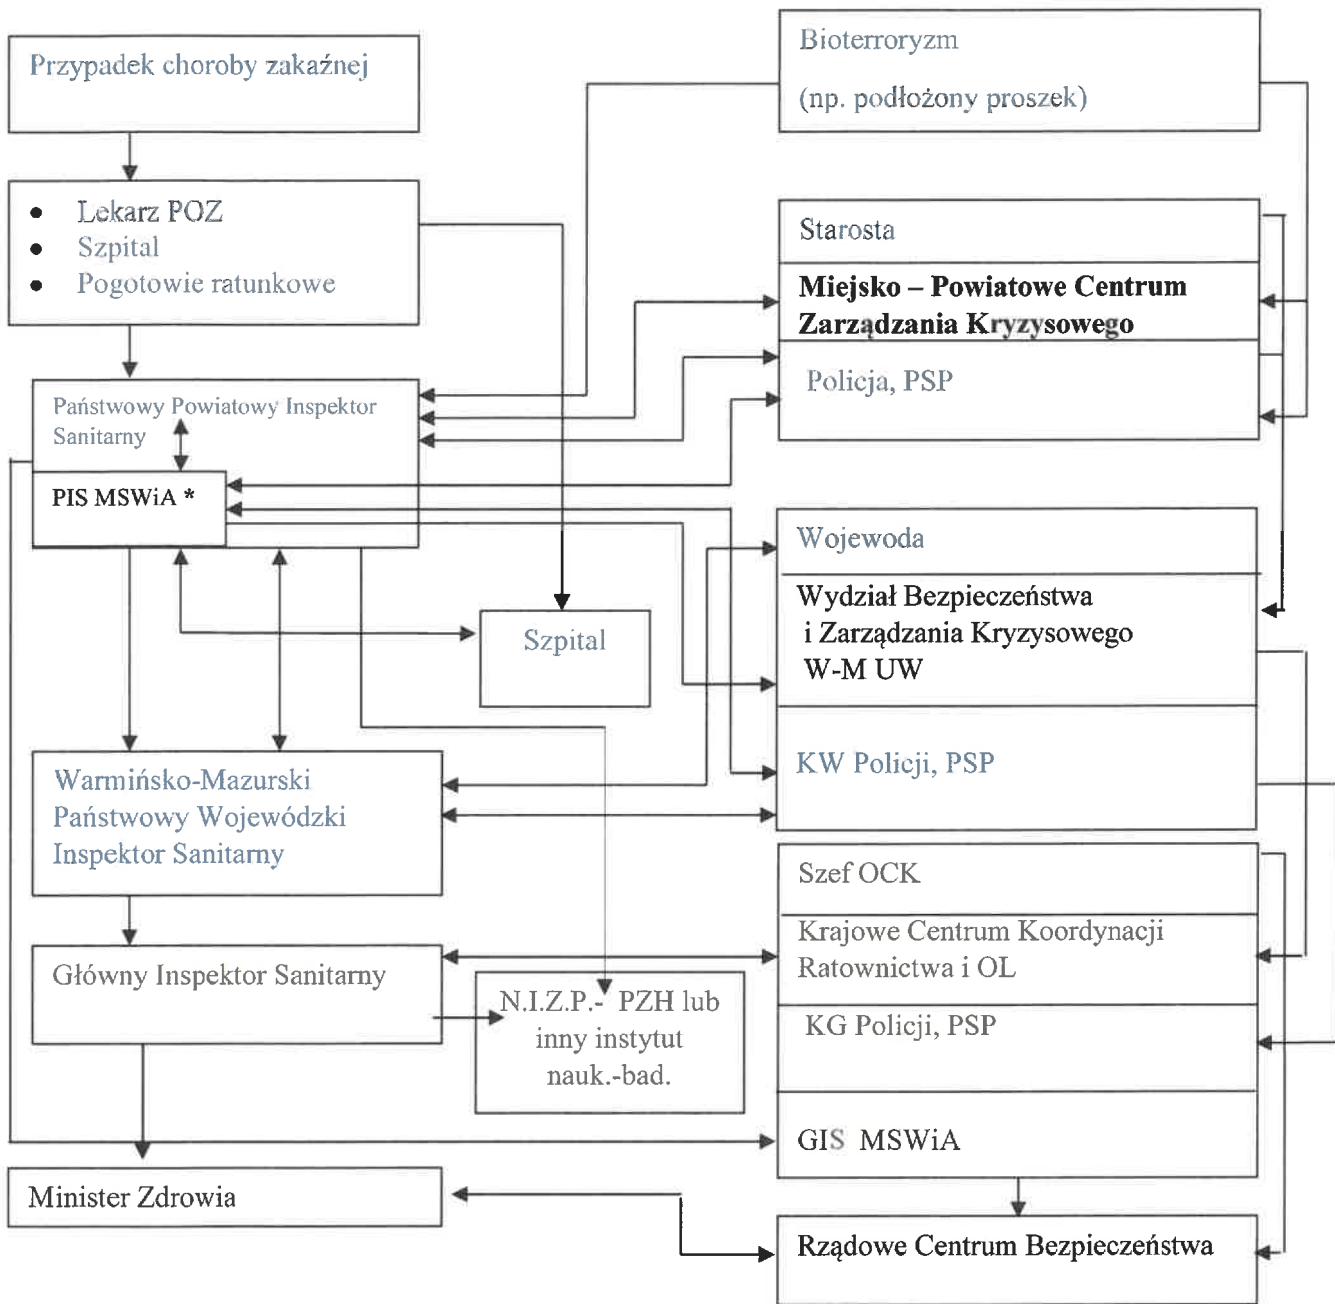 Przypadek choroby zakaźnej
Bioterroryzm
(np. podłożony proszek)
• Lekarz POZ
• Szpital
• Pogotowie ratunkowe
Starosta
Miejsko – Powiatowe Centrum
Zarządzania Kryzysowego
Policja, PSP
Państwowy Powiatowy Inspektor
Sanitarny
PIS MSWiA *
Szpital
Wojewoda
Wydział Bezpieczeństwa
i Zarządzania Kryzysowego
W-M UW
KW Policji, PSP
Warmińsko-Mazurski
Państwowy Wojewódzki
Inspektor Sanitarny
Główny Inspektor Sanitarny
N.I.Z.P.- PZH lub
inny instytut
nauk.-bad.
Szef OCK
Krajowe Centrum Koordynacji
Ratownictwa i OL
KG Policji, PSP
GIS MSWiA
Minister Zdrowia
Rządowe Centrum Bezpieczeństwa